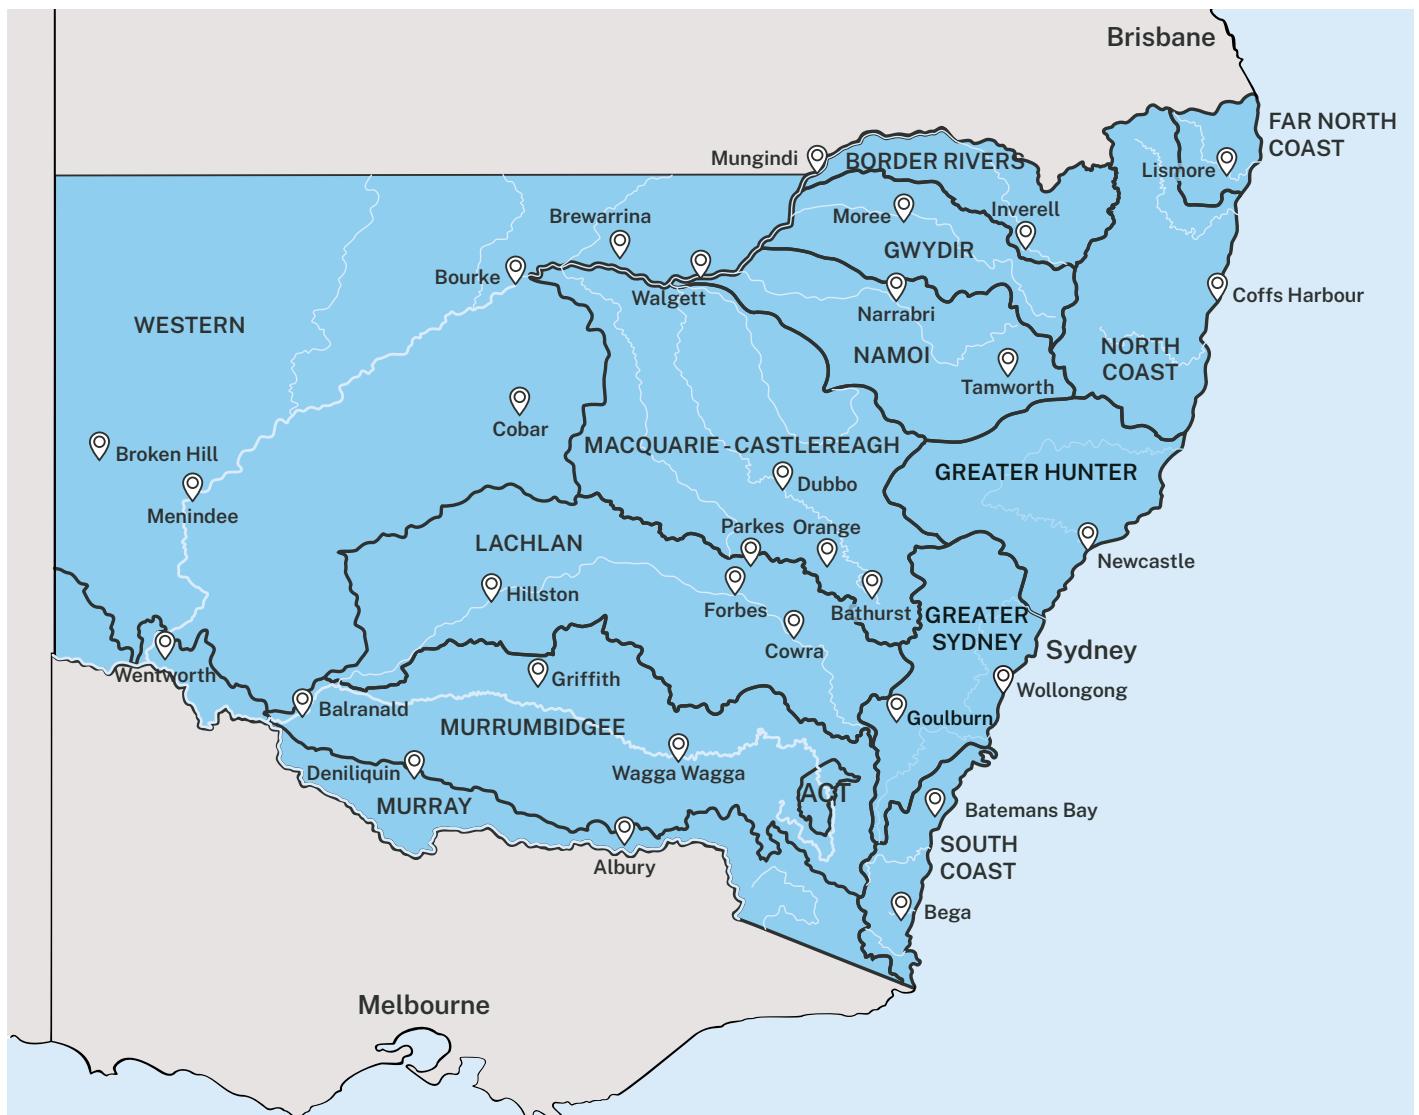 Brisbane
FAR NORTH
COAST
Mungindi
BORDER RIVERS
Lismore
Brewarrina
Moree
Inverell
GWYDIR
Bourke
Walgett
Narrabri
Coffs Harbour
WESTERN
NAMOI
NORTH
COAST
Tamworth
Cobar
Broken Hill
MACQUARIE - CASTLEREAGH
GREATER HUNTER
Dubbo
Menindee
Parkes
Orange
LACHLAN
Newcastle
Hillston
Forbes
Bathurst
GREATER
SYDNEY
Cowra
Sydney
Wentworth
Griffith
Wollongong
Balranald
Goulburn
MURRUMBIDGEE
Deniliquin
Wagga Wagga
ACT
MURRAY
Batemans Bay
SOUTH
COAST
Albury
Bega
Melbourne